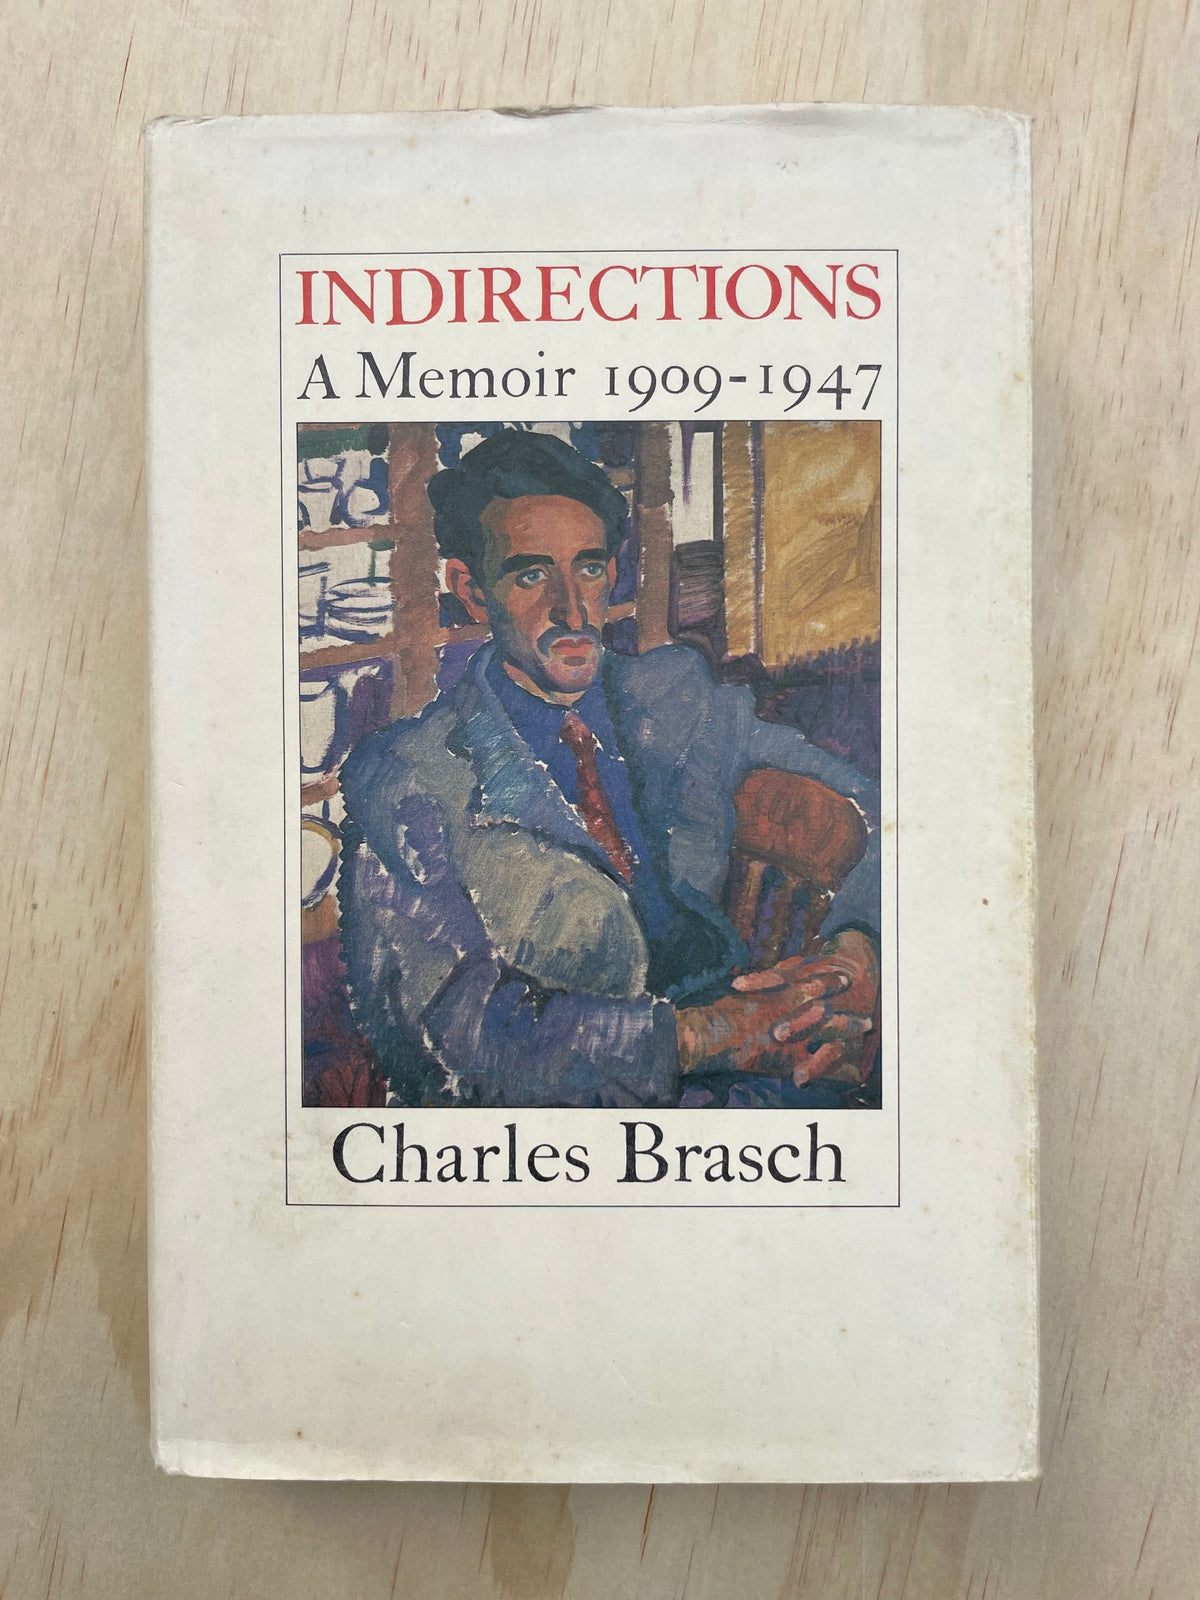 INDIRECTIONS
A Memoir 1909-1947
Charles Brasch